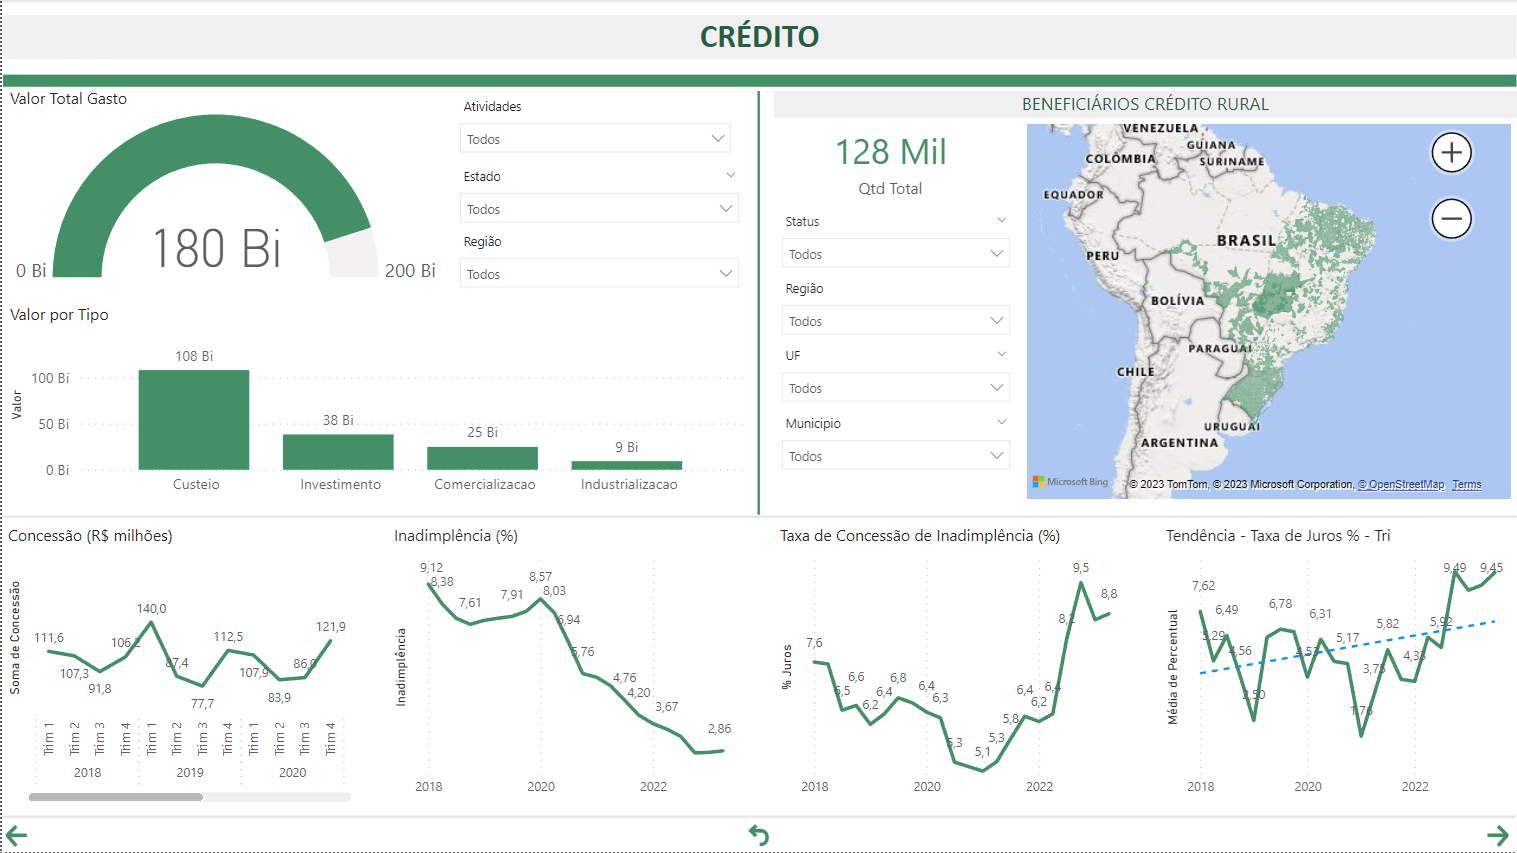 CRÉDITO
Valor Total Gasto
180 Bi
0 Bi
200 Bi
Atividades
Todos
Estado
Todos
Região
Todos
Valor por Tipo
Valor
100 Bi
50 Bi
0 Bi
108 Bi
38 Bi
25 Bi
9 Bi
Custeio
Investimento
Comercializacao
Industrializacao
BENEFICIÁRIOS CRÉDITO RURAL
128 Mil
Qtd Total
Status
Todos
Região
Todos
UF
Todos
Municipio
Todos
VENEZUELA
GUIANA
COLÔMBIA
SURINAME
EQUADOR
BRASIL
PERU
BOLÍVIA
PARAGUAI
CHILE
URUGUAI
ARGENTINA
Microsoft Bing
© 2023 TomTom, © 2023 Microsoft Corporation, © OpenStreetMap Terms
Concessão (R$ milhões)
Soma de Concessão
111,6
107,3
91,8
106,2
140,0
87,4
77,7
112,5
107,9
83,9
86,0
121,9
Trim 1
Trim 2
Trim 3
Trim 4
Trim 1
Trim 2
Trim 3
Trim 4
Trim 1
Trim 2
Trim 3
Trim 4
2018
2019
2020
Inadimplência (%)
Inadimplência
9,12
8,38
7,61
7,91
8,57
8,03
6,94
5,76
4,76
4,20
3,67
2,86
2018
2020
2022
Taxa de Concessão de Inadimplência (%)
% Juros
7,6
6,5
6,6
6,2
6,4
6,8
6,4
6,3
5,3
5,1
5,3
5,8
6,4
6,2
6,4
8,2
9,5
8,8
2018
2020
2022
Tendência - Taxa de Juros % - Tri
Média de Percentual
7,62
5,29
6,49
4,56
2,50
6,78
4,53
6,31
5,17
1,76
3,75
5,82
4,33
5,92
9,49
9,45
2018
2020
2022